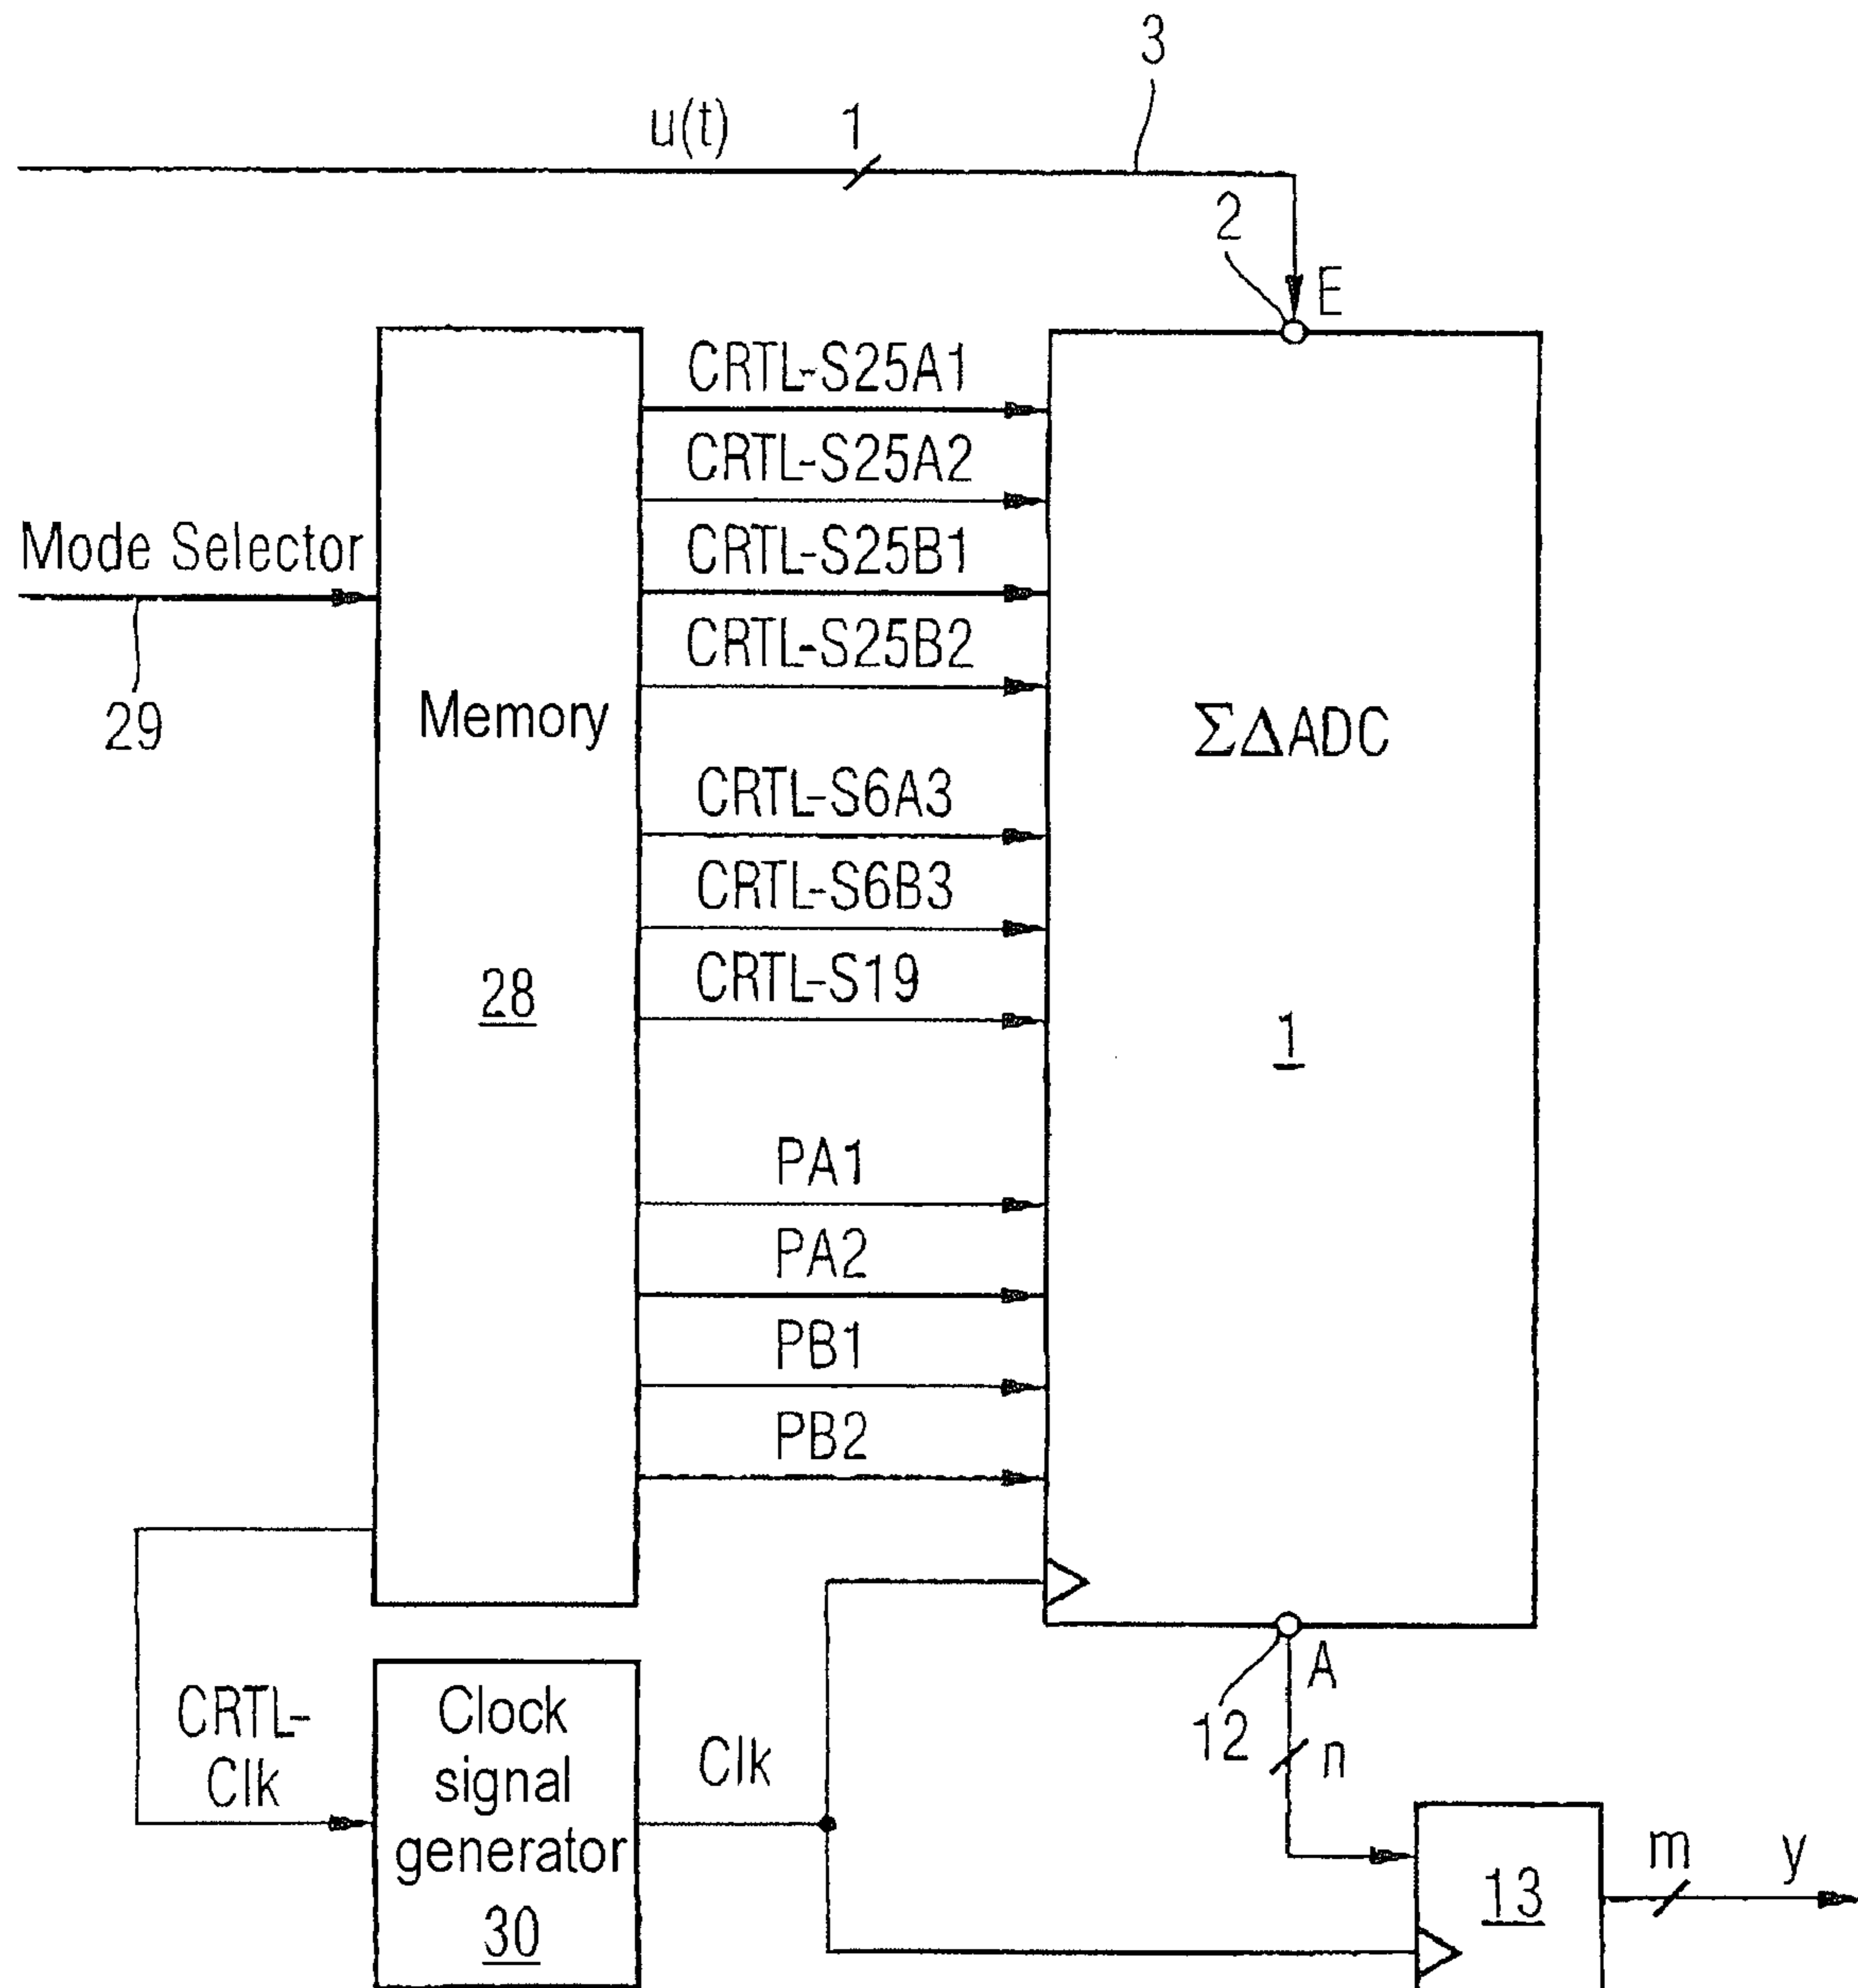 3
u(t) 1
2
E
CRTL-S25A1
CRTL-S25A2
Mode Selector
CRTL-S25B1
CRTL-S25B2
29
Memory
ΣΔADC
CRTL-S6A3
CRTL-S6B3
28
CRTL-S19
1
PA1
PA2
PB1
PB2
A
12
n
CRTL-
Clk
Clock
signal
generator
30
Clk
13
m
y